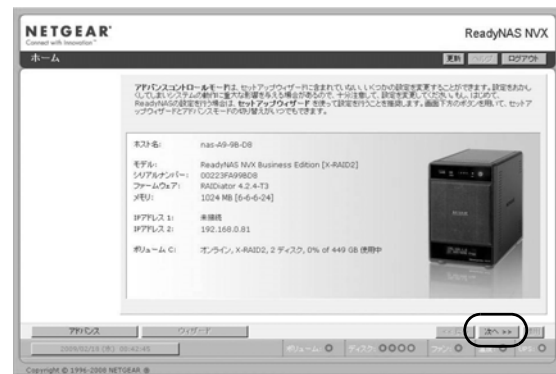 NETGEAR®
Connect with Innovation™
ReadyNAS NVX
ホーム
更新
ログアウト
アドバンスコントロールモードは、セットアップウィザードに含まれていない、いくつかの設定を変更することができます。設定をおかし
くしてしまいシステムの動作に重大な影響を与える場合があるので、十分注意して、設定を変更してください。もし、はじめて、
ReadyNASの設定を行う場合は、セットアップウィザード を使って設定を行うことを推奨します。画面下方のボタンを用いて、セットア
ップウィザードとアドバンスモードの切り替えがいつでもできます。
ホスト名: nas-A9-9B-D8
モデル: ReadyNAS NVX Business Edition [X-RAID2]
シリアルナンバー: 00223FA99BD8
ファームウェア: RAIDiator 4.2.4-T3
メモリ: 1024 MB [6-6-6-24]
IPアドレス 1: 未接続
IPアドレス 2: 192.168.0.81
ボリューム C: オンライン, X-RAID2, 2 ディスク, 0% of 449 GB 使用中
アドバンス
ウィザード
次へ >>
ボリューム:
ディスク:
ファン:
UPS:
Copyright © 1996-2008 NETGEAR ®